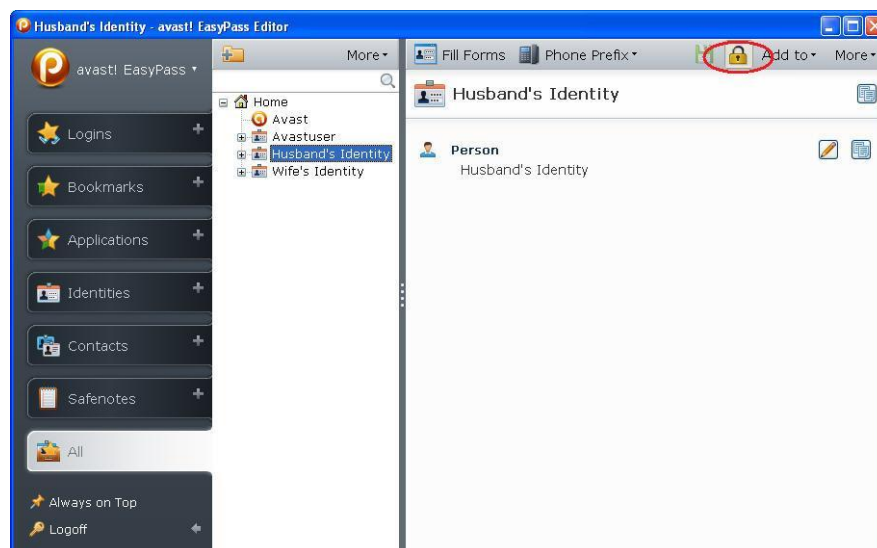 Husband's Identity - avast! EasyPass Editor
avast! EasyPass
Logins
Bookmarks
Applications
Identities
Contacts
Safenotes
All
Always on Top
Logoff
More
Home
Avast
Avastuser
Husband's Identity
Wife's Identity
Fill Forms Phone Prefix Add to More
Husband's Identity
Person
Husband's Identity